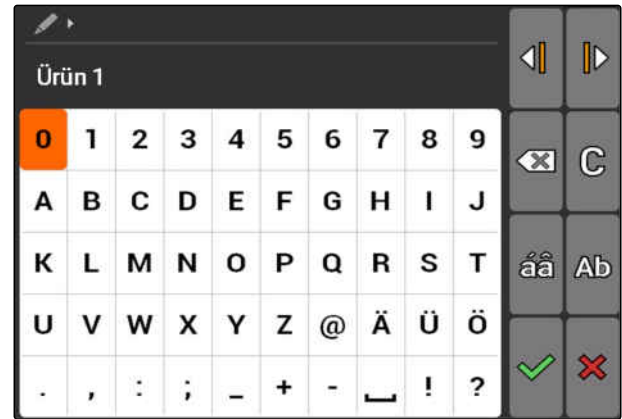 Ürün 1
0 1 2 3 4 5 6 7 8 9
A B C D E F G H I J
C
K L M N O P Q R S T
áâ Ab
U V W X Y Z @ Ä Ü Ö
. , : ; _ + - ⎵ ! ?